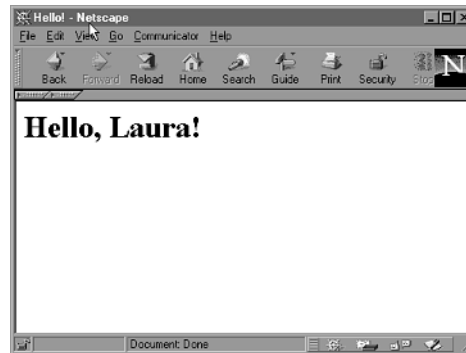 Hello! - Netscape
File Edit View Go Communicator Help
Back Forward Reload Home Search Guide Print Security Stop N
Hello, Laura!
Document: Done